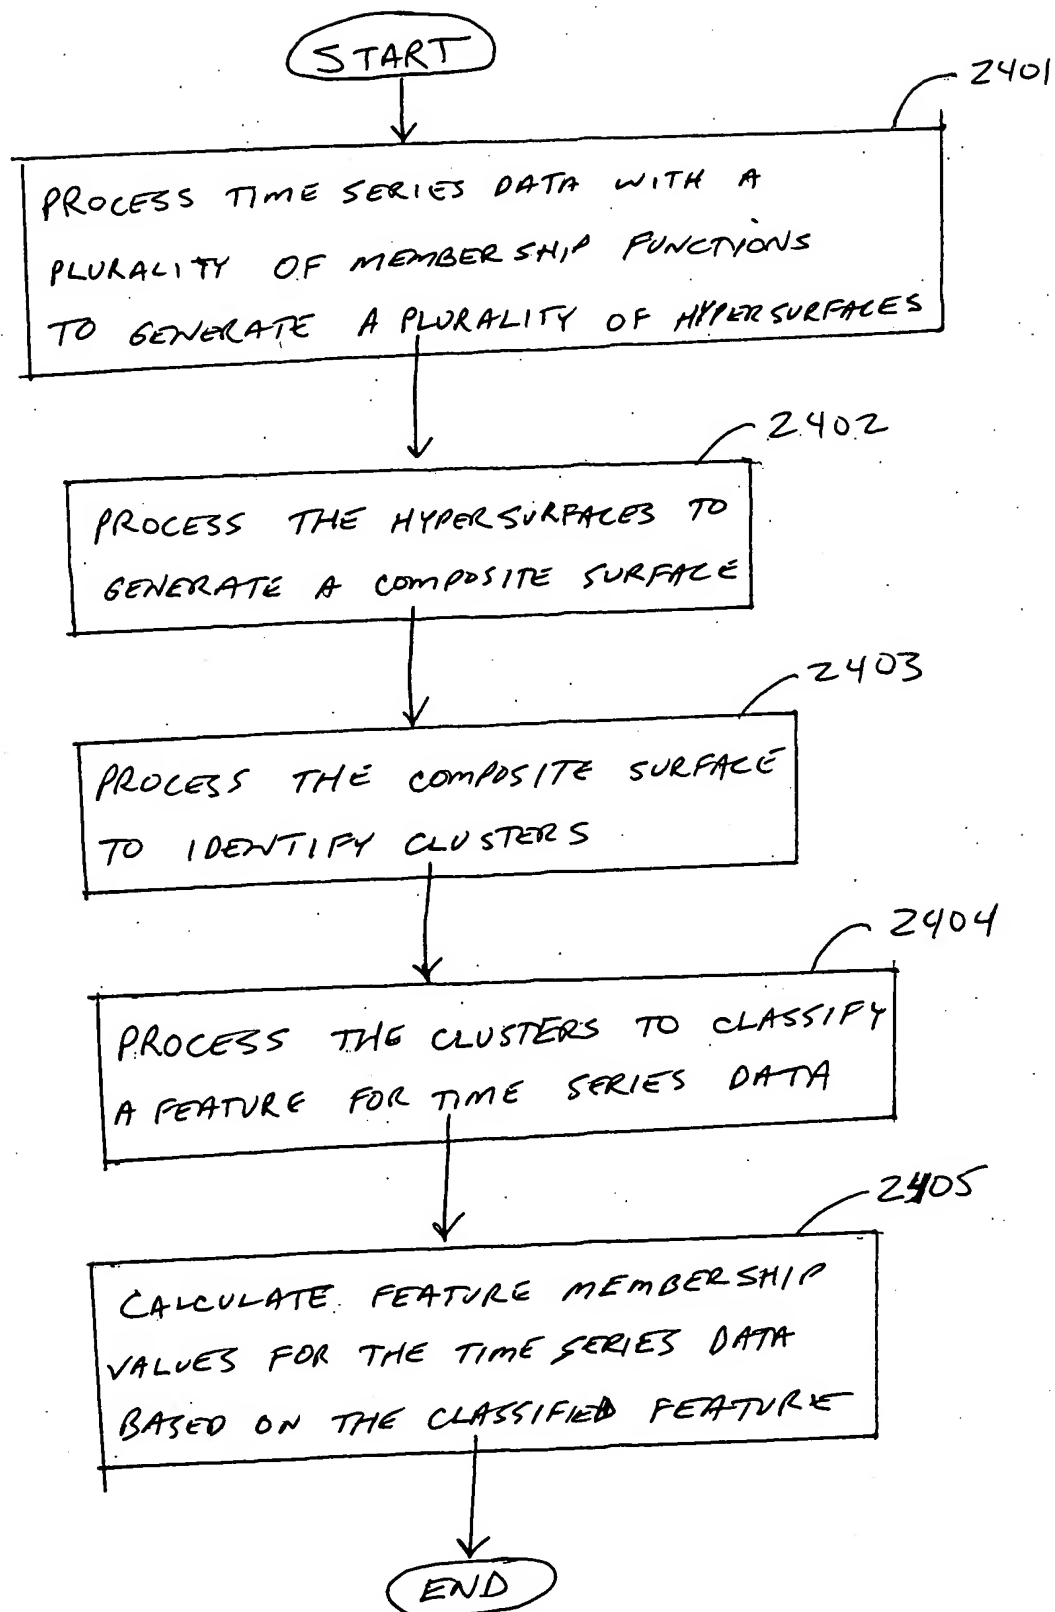 START
2401
PROCESS TIME SERIES DATA WITH A
PLURALITY OF MEMBERSHIP FUNCTIONS
TO GENERATE A PLURALITY OF HYPERSURFACES
2402
PROCESS THE HYPERSURFACES TO
GENERATE A COMPOSITE SURFACE
2403
PROCESS THE COMPOSITE SURFACE
TO IDENTIFY CLUSTERS
2404
PROCESS THE CLUSTERS TO CLASSIFY
A FEATURE FOR TIME SERIES DATA
2405
CALCULATE FEATURE MEMBERSHIP
VALUES FOR THE TIME SERIES DATA
BASED ON THE CLASSIFIED FEATURE
END